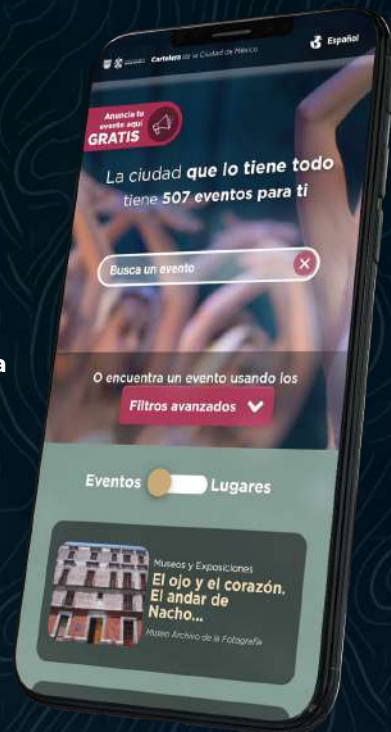 a
Cartelera de la Ciudad de México
Español
Anuncia tu
evento aquí
GRATIS
La ciudad que lo tiene todo
tiene 507 eventos para ti
Busca un evento
O encuentra un evento usando los
Filtros avanzados
Eventos Lugares
Museos y Exposiciones
El ojo y el corazón.
El andar de
Nacho...
Museo Archivo de la Fotografía